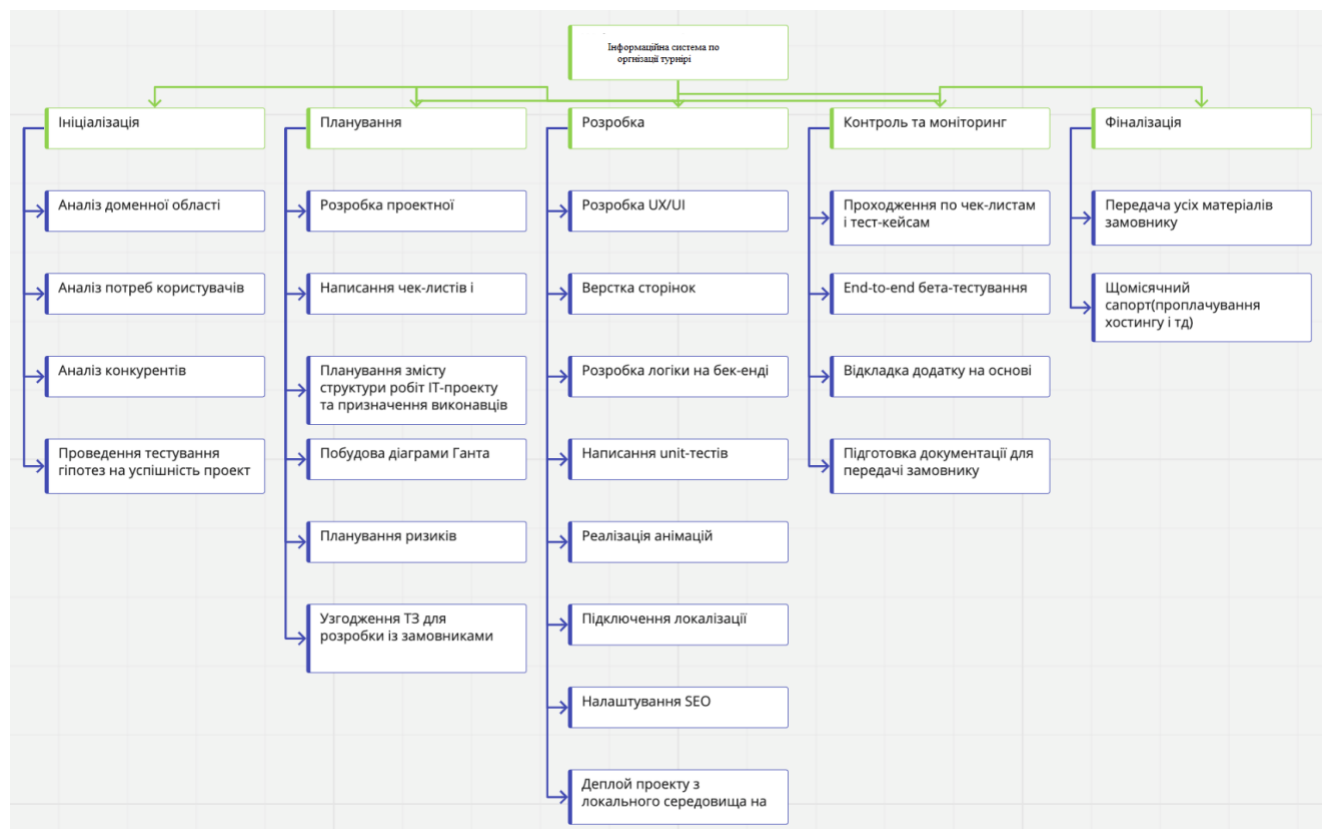 Інформаційна система по
оргнізації турнірі
Ініціалізація
Аналіз доменної області
Аналіз потреб користувачів
Аналіз конкурентів
Проведення тестування
гіпотез на успішність проект
Планування
Розробка проектної
Написання чек-листів і
Планування змісту
структури робіт ІТ-проекту
та призначення виконавців
Побудова діаграми Ганта
Планування ризиків
Узгодження ТЗ для
розробки із замовниками
Розробка
Розробка UX/UI
Верстка сторінок
Розробка логіки на бек-енді
Написання unit-тестів
Реалізація анімацій
Підключення локалізації
Налаштування SEO
Деплой проекту з
локального середовища на
Контроль та моніторинг
Проходження по чек-листам
і тест-кейсам
End-to-end бета-тестування
Відкладка додатку на основі
Підготовка документації для
передачі замовнику
Фіналізація
Передача усіх матеріалів
замовнику
Щомісячний
сапорт(проплачування
хостингу і тд)